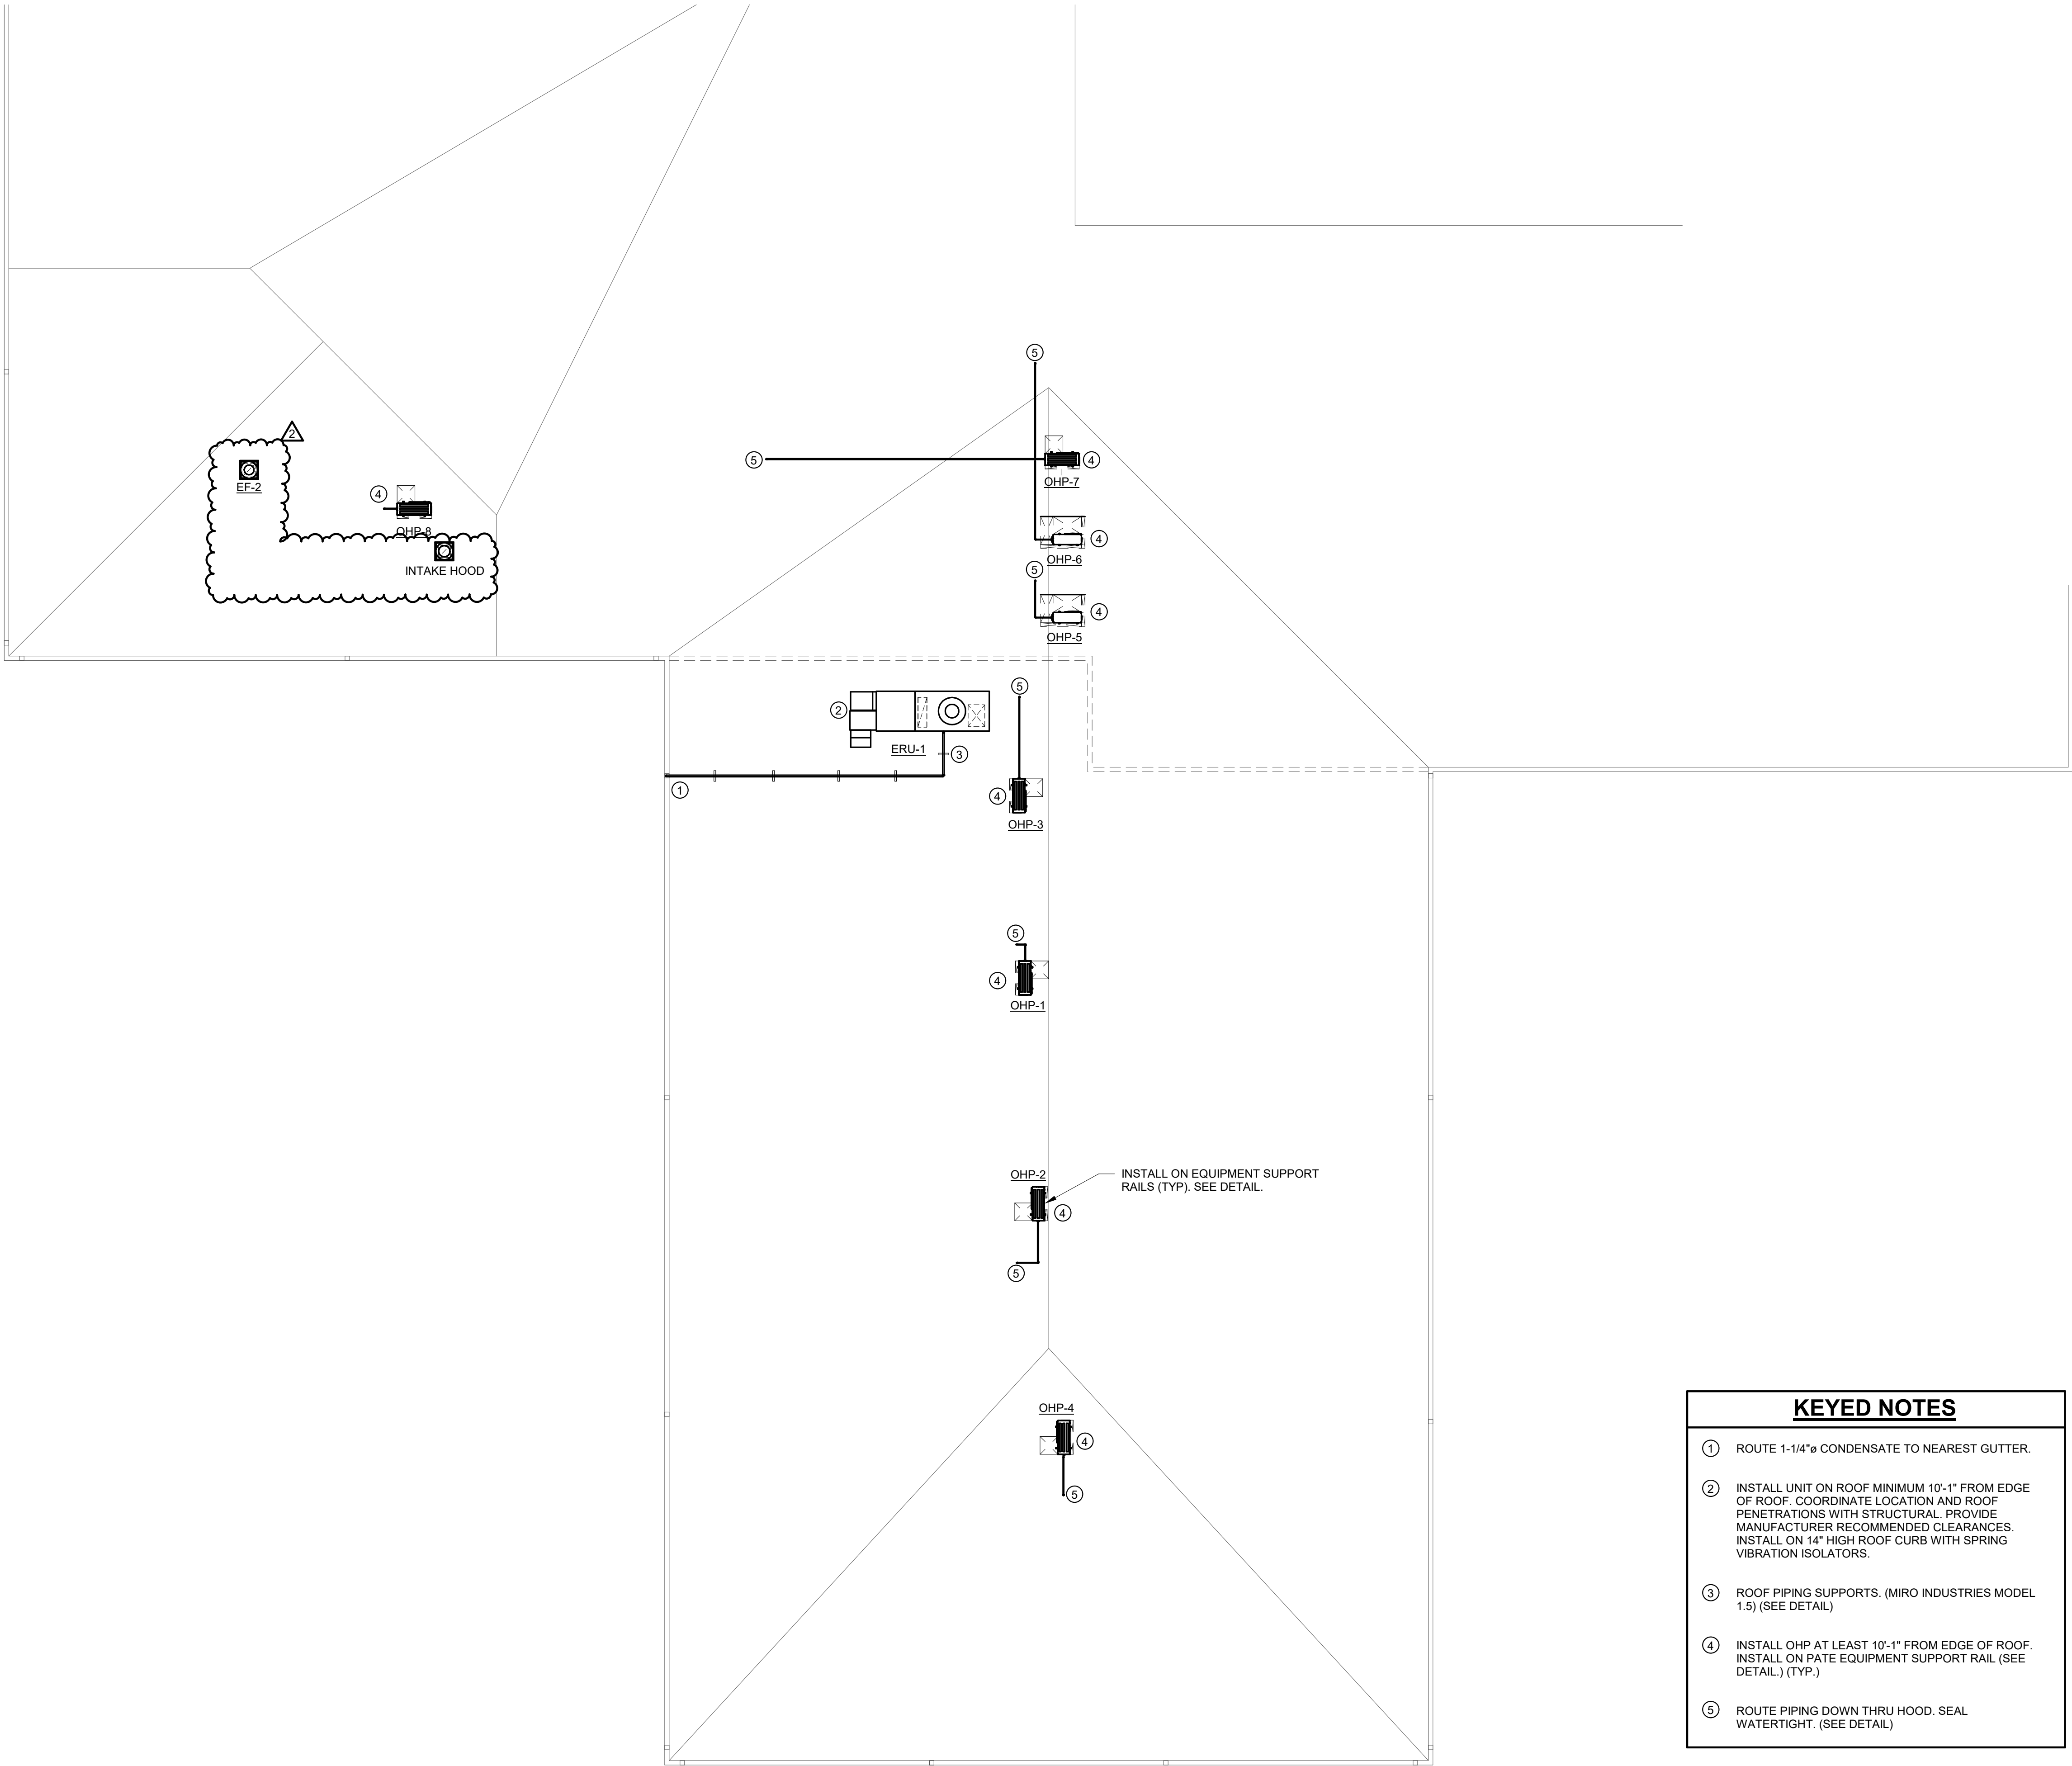 5
2
5
4
OHP-7
EF-2
4
OHP-8
4
OHP-6
INTAKE HOOD
5
4
OHP-5
5
2
ERU-1
3
1
4
OHP-3
5
4
OHP-1
OHP-2
INSTALL ON EQUIPMENT SUPPORT
RAILS (TYP). SEE DETAIL.
4
5
OHP-4
4
5
KEYED NOTES
1 ROUTE 1-1/4"ø CONDENSATE TO NEAREST GUTTER.
2 INSTALL UNIT ON ROOF MINIMUM 10'-1" FROM EDGE
OF ROOF. COORDINATE LOCATION AND ROOF
PENETRATIONS WITH STRUCTURAL. PROVIDE
MANUFACTURER RECOMMENDED CLEARANCES.
INSTALL ON 14" HIGH ROOF CURB WITH SPRING
VIBRATION ISOLATORS.
3 ROOF PIPING SUPPORTS. (MIRO INDUSTRIES MODEL
1.5) (SEE DETAIL)
4 INSTALL OHP AT LEAST 10'-1" FROM EDGE OF ROOF.
INSTALL ON PATE EQUIPMENT SUPPORT RAIL (SEE
DETAIL.) (TYP.)
5 ROUTE PIPING DOWN THRU HOOD. SEAL
WATERTIGHT. (SEE DETAIL)